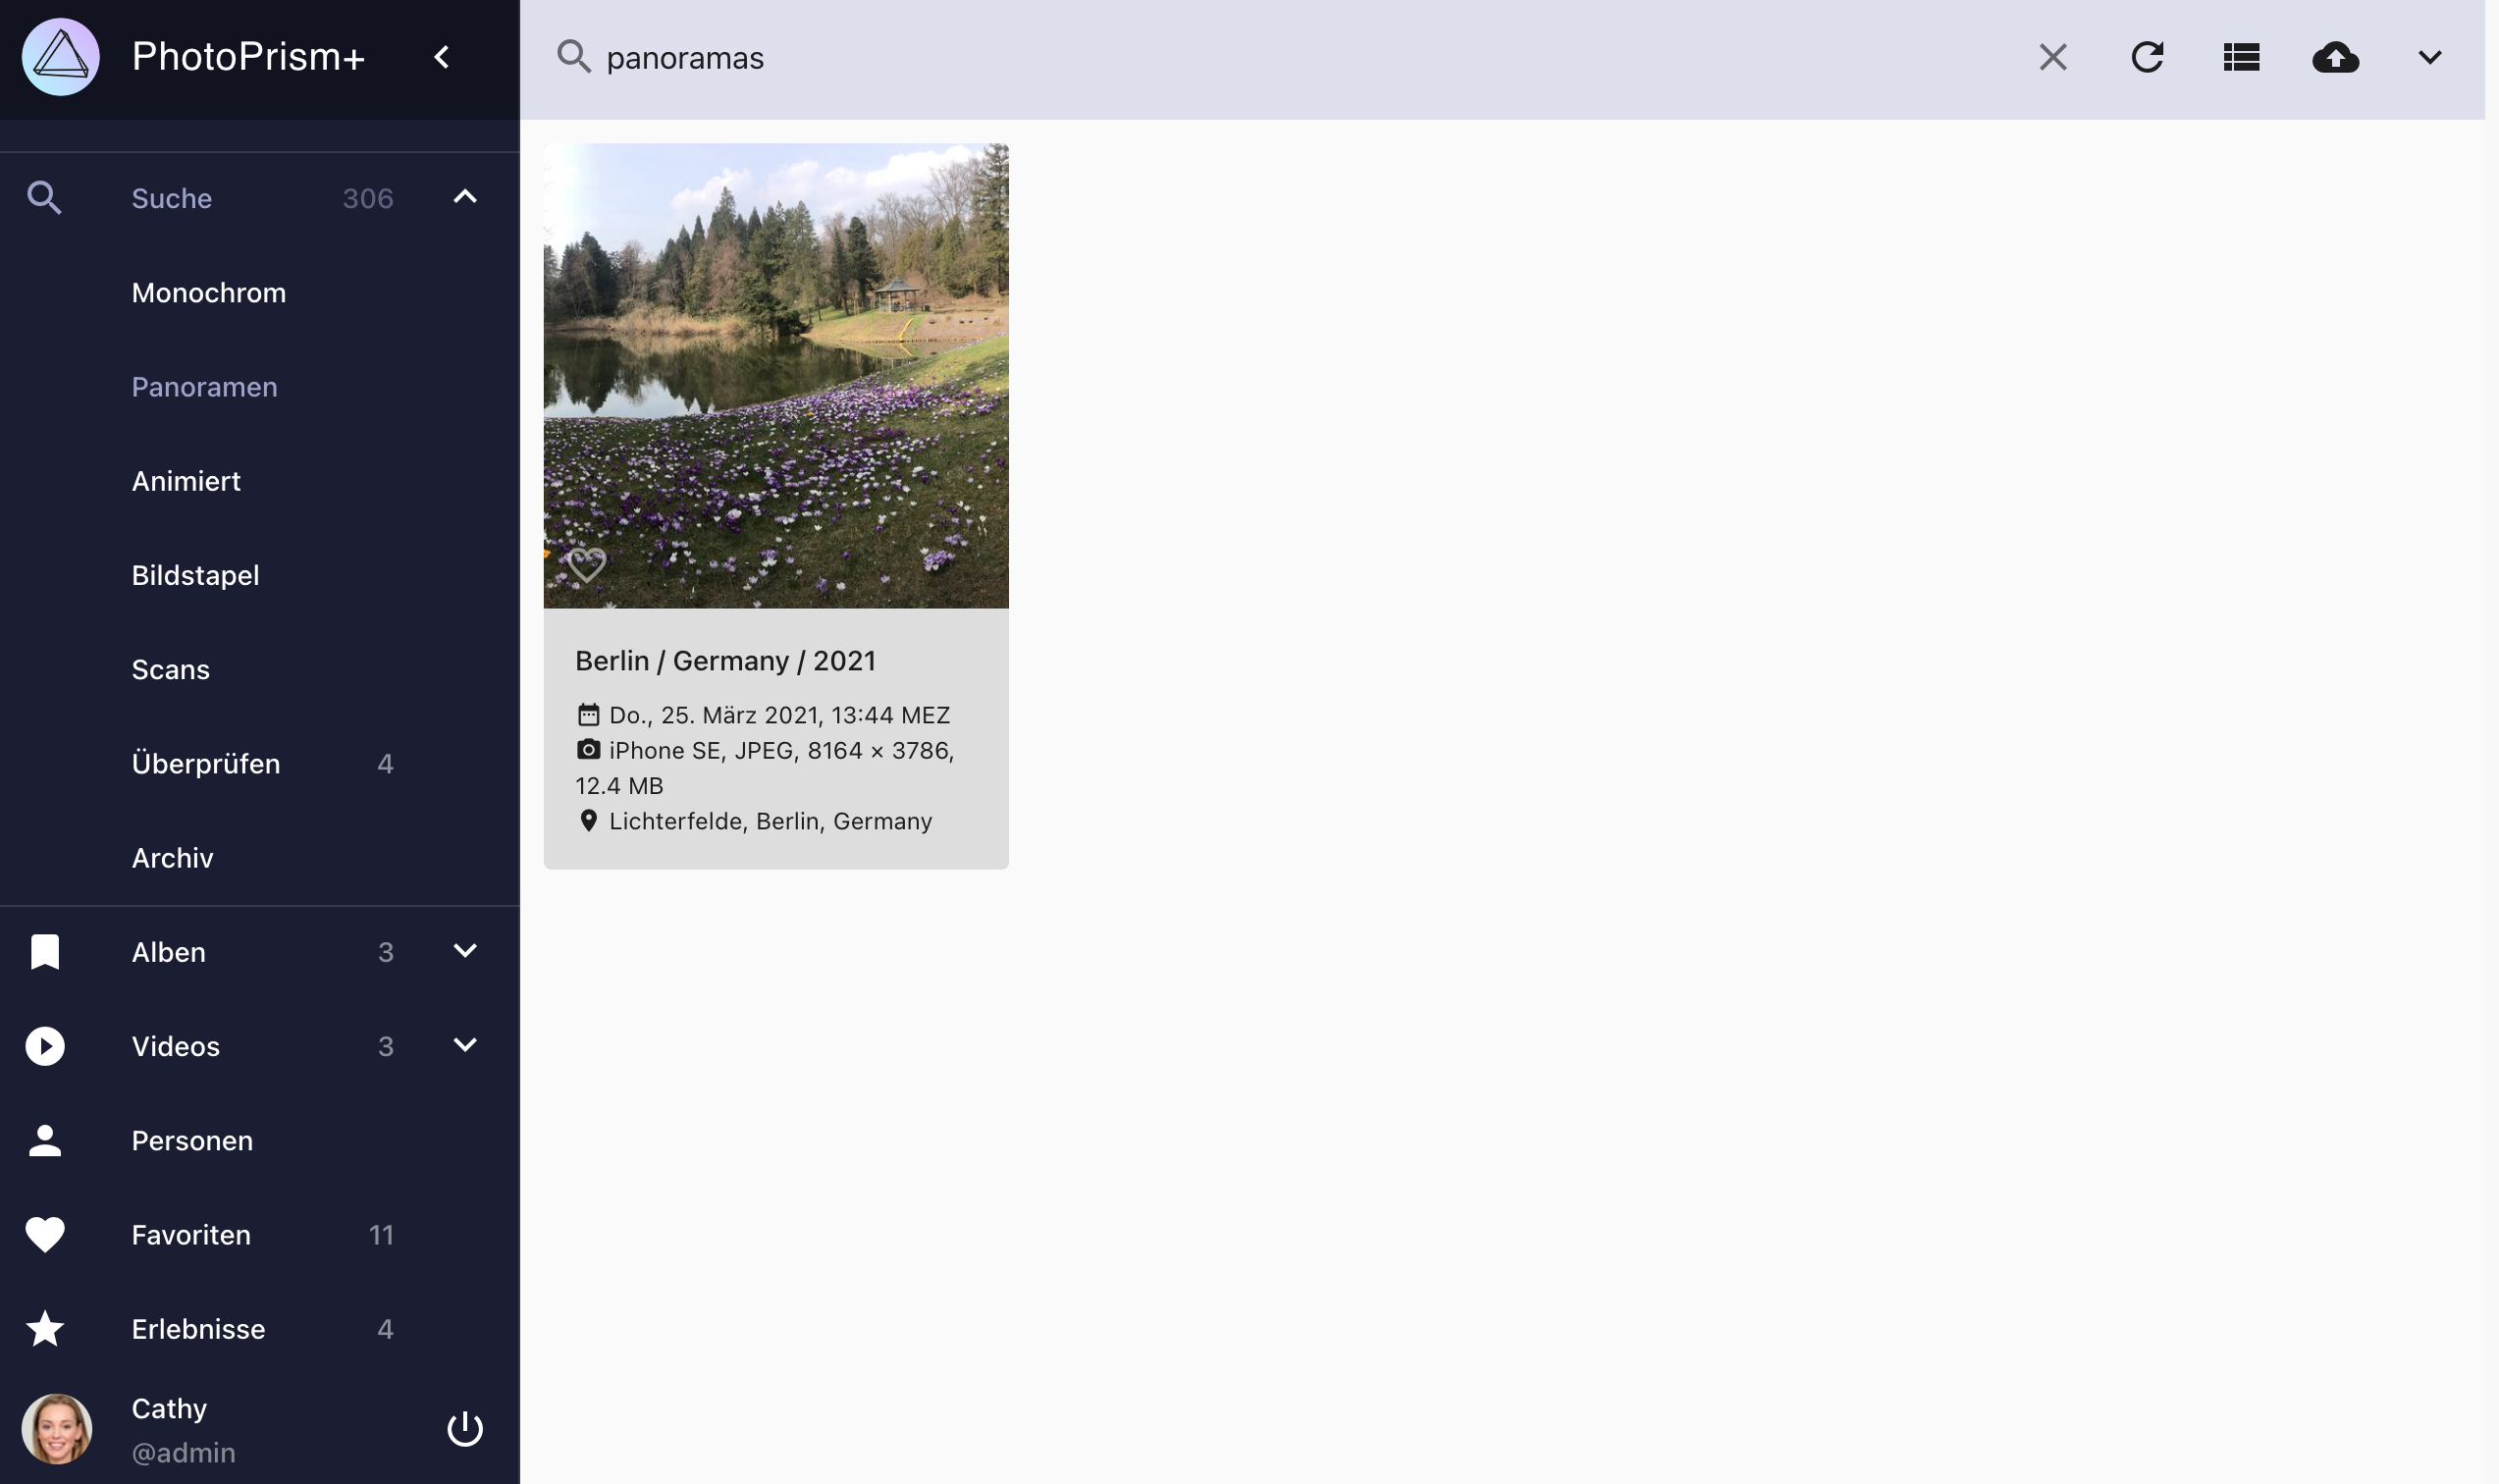 PhotoPrism+
panoramas
Suche 306
Monochrom
Panoramen
Animiert
Bildstapel
Scans
Überprüfen 4
Archiv
Alben 3
Videos 3
Personen
Favoriten 11
Erlebnisse 4
Cathy
@admin
Berlin / Germany / 2021
Do., 25. März 2021, 13:44 MEZ
iPhone SE, JPEG, 8164 × 3786,
12.4 MB
Lichterfelde, Berlin, Germany